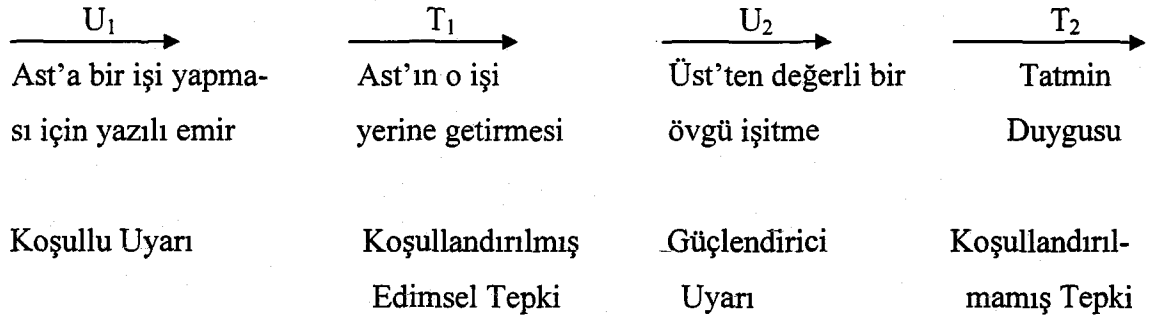 U₁ T₁ U₂ T₂
Ast’a bir işi yapma- Ast’ın o işi Üst’ten değerli bir Tatmin
sı için yazılı emir yerine getirmesi övgü işitme Duygusu
Koşullu Uyarı Koşullandırılmış Güçlendirici Koşullandırıl-
Edimsel Tepki Uyarı mamış Tepki